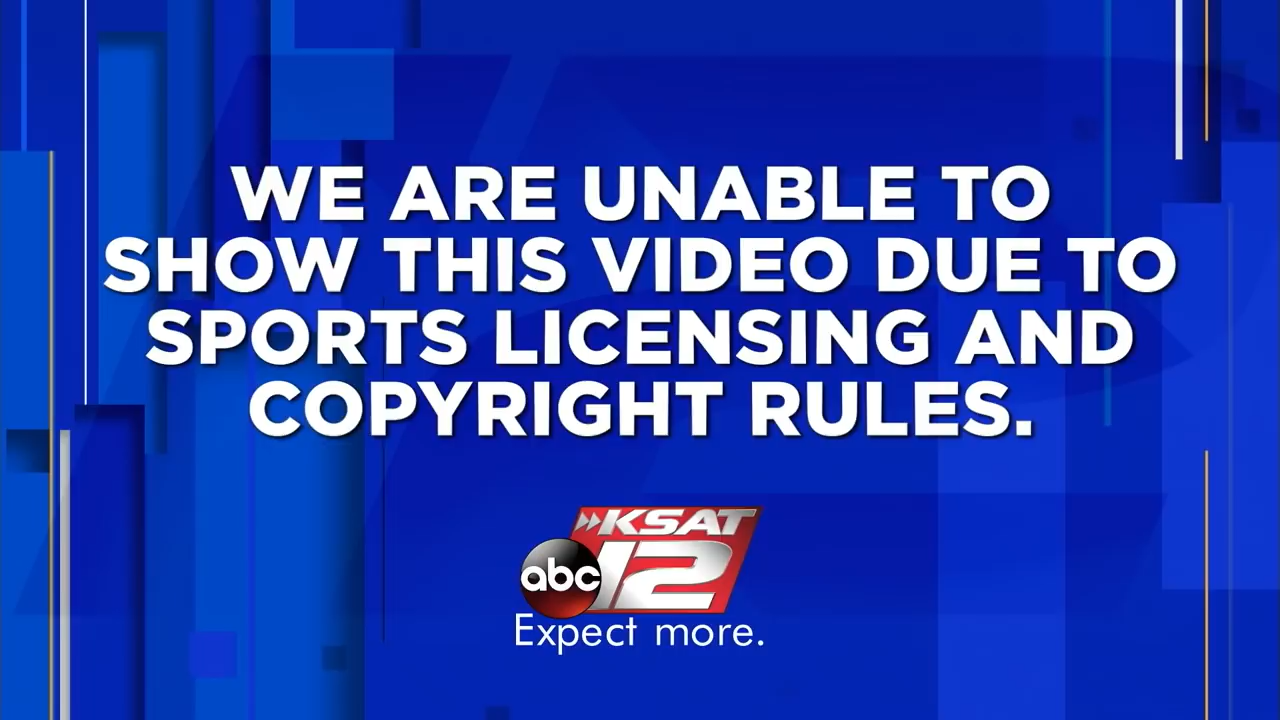 WE ARE UNABLE TO
SHOW THIS VIDEO DUE TO
SPORTS LICENSING AND
COPYRIGHT RULES.
KSAT
abc 12
Expect more.